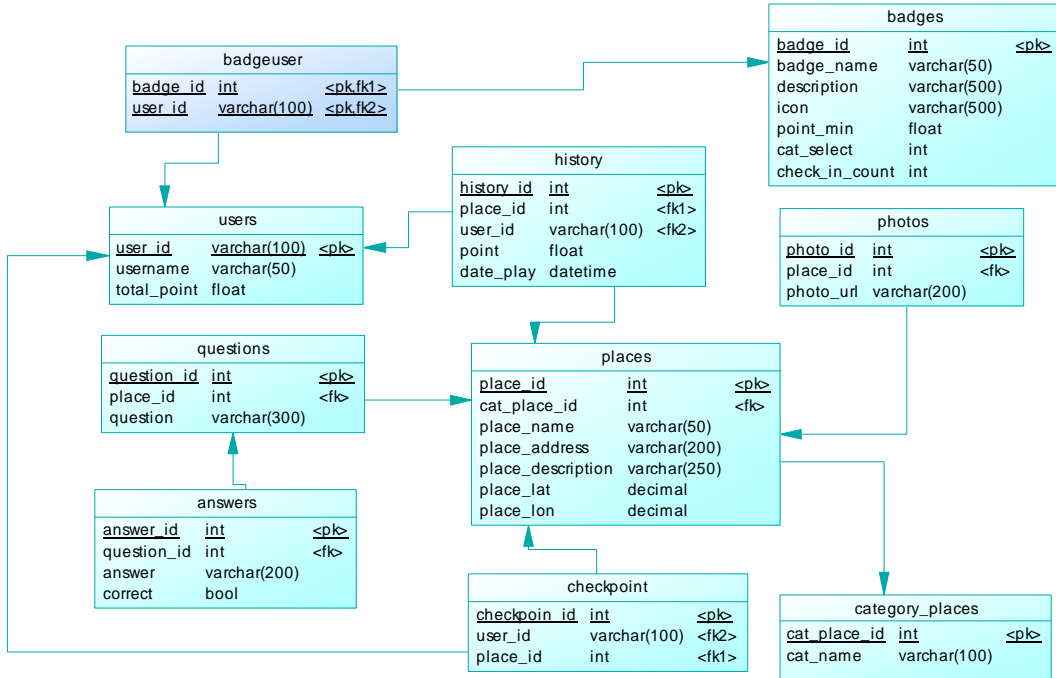 badges
badge_id int <pk>
badge_name varchar(50)
description varchar(500)
icon varchar(500)
point_min float
cat_select int
check_in_count int
badgeuser
badge_id int <pk,fk1>
user_id varchar(100) <pk,fk2>
history
history_id int <pk>
place_id int <fk1>
user_id varchar(100) <fk2>
point float
date_play datetime
users
user_id varchar(100) <pk>
username varchar(50)
total_point float
photos
photo_id int <pk>
place_id int <fk>
photo_url varchar(200)
questions
question_id int <pk>
place_id int <fk>
question varchar(300)
places
place_id int <pk>
cat_place_id int <fk>
place_name varchar(50)
place_address varchar(200)
place_description varchar(250)
place_lat decimal
place_lon decimal
answers
answer_id int <pk>
question_id int <fk>
answer varchar(200)
correct bool
checkpoint
checkpoin_id int <pk>
user_id varchar(100) <fk2>
place_id int <fk1>
category_places
cat_place_id int <pk>
cat_name varchar(100)